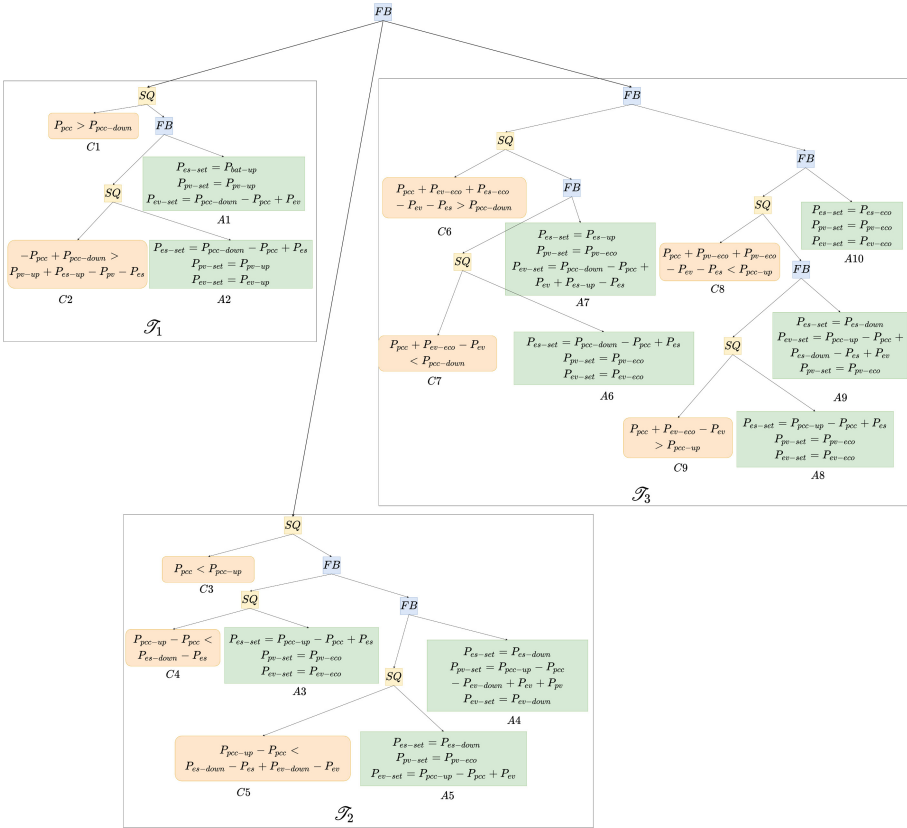 FB
SQ
P_{pcc} > P_{pcc-down}
C1
FB
P_{es-set} = P_{bat-up}
P_{pv-set} = P_{pv-up}
P_{ev-set} = P_{pcc-down} - P_{pcc} + P_{ev}
A1
SQ
-P_{pcc} + P_{pcc-down} >
P_{pv-up} + P_{es-up} - P_{pv} - P_{es}
C2
P_{es-set} = P_{pcc-down} - P_{pcc} + P_{es}
P_{pv-set} = P_{pv-up}
P_{ev-set} = P_{ev-up}
A2
𝒯_1
FB
SQ
P_{pcc} + P_{ev-eco} + P_{es-eco}
- P_{ev} - P_{es} > P_{pcc-down}
C6
FB
P_{es-set} = P_{es-up}
P_{pv-set} = P_{pv-eco}
P_{ev-set} = P_{pcc-down} - P_{pcc} +
P_{ev} + P_{es-up} - P_{es}
A7
SQ
P_{pcc} + P_{ev-eco} - P_{ev}
< P_{pcc-down}
C7
P_{es-set} = P_{pcc-down} - P_{pcc} + P_{es}
P_{pv-set} = P_{pv-eco}
P_{ev-set} = P_{ev-eco}
A6
FB
SQ
P_{es-set} = P_{es-eco}
P_{pv-set} = P_{pv-eco}
P_{ev-set} = P_{ev-eco}
A10
P_{pcc} + P_{pv-eco} + P_{pv-eco}
- P_{ev} - P_{es} < P_{pcc-up}
C8
FB
P_{es-set} = P_{es-down}
P_{ev-set} = P_{pcc-up} - P_{pcc} +
P_{es-down} - P_{es} + P_{ev}
P_{pv-set} = P_{pv-eco}
A9
SQ
P_{pcc} + P_{ev-eco} - P_{ev}
> P_{pcc-up}
C9
P_{es-set} = P_{pcc-up} - P_{pcc} + P_{es}
P_{pv-set} = P_{pv-eco}
P_{ev-set} = P_{ev-eco}
A8
𝒯_3
SQ
P_{pcc} < P_{pcc-up}
C3
FB
SQ
P_{pcc-up} - P_{pcc} <
P_{es-down} - P_{es}
C4
P_{es-set} = P_{pcc-up} - P_{pcc} + P_{es}
P_{pv-set} = P_{pv-eco}
P_{ev-set} = P_{ev-eco}
A3
FB
P_{es-set} = P_{es-down}
P_{pv-set} = P_{pcc-up} - P_{pcc}
- P_{ev-down} + P_{ev} + P_{pv}
P_{ev-set} = P_{ev-down}
A4
SQ
P_{pcc-up} - P_{pcc} <
P_{es-down} - P_{es} + P_{ev-down} - P_{ev}
C5
P_{es-set} = P_{es-down}
P_{pv-set} = P_{pv-eco}
P_{ev-set} = P_{pcc-up} - P_{pcc} + P_{ev}
A5
𝒯_2